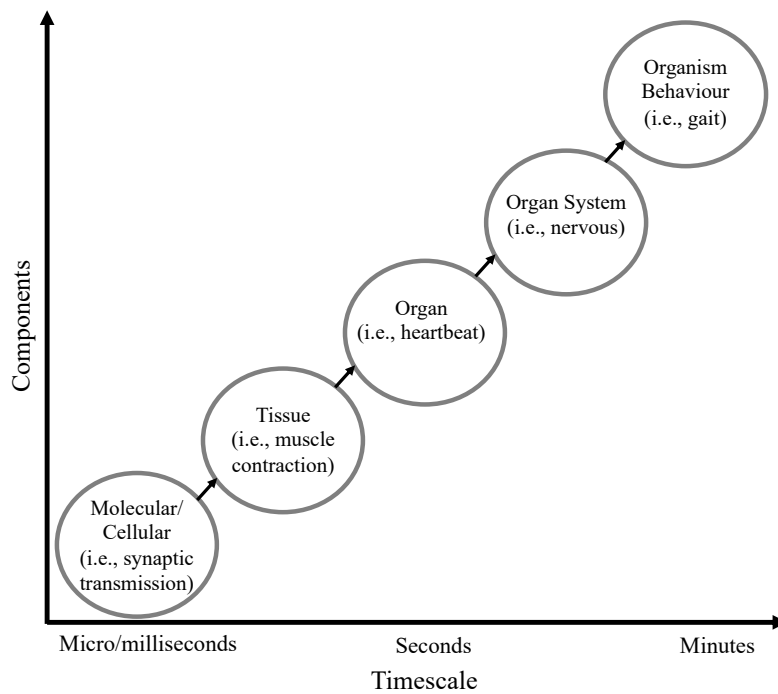 Organism
Behaviour
(i.e., gait)
Organ System
(i.e., nervous)
Organ
(i.e., heartbeat)
Tissue
(i.e., muscle
contraction)
Molecular/
Cellular
(i.e., synaptic
transmission)
Components
Micro/milliseconds
Seconds
Minutes
Timescale